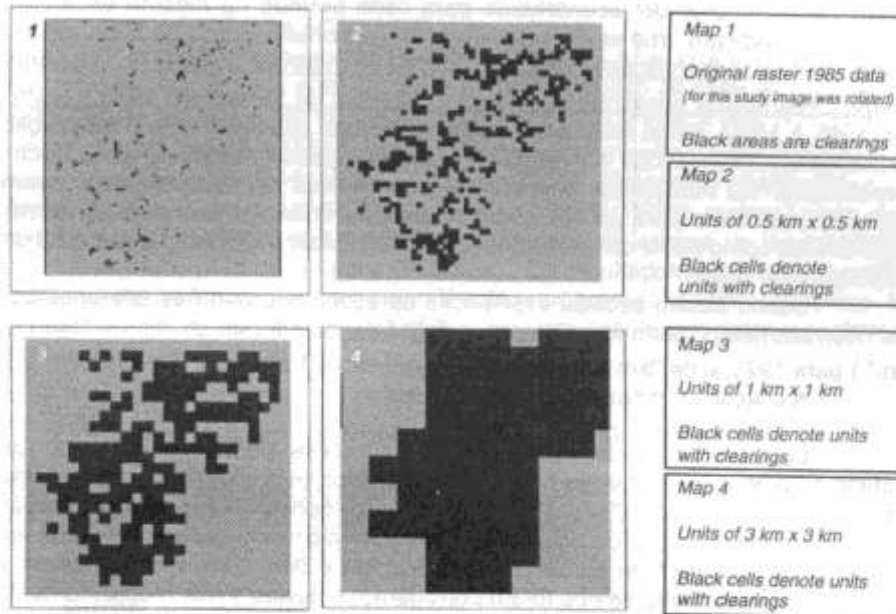 1
2
3
4
Map 1
Original raster 1985 data
(for this study image was rotated)
Black areas are clearings
Map 2
Units of 0.5 km x 0.5 km
Black cells denote
units with clearings
Map 3
Units of 1 km x 1 km
Black cells denote units
with clearings
Map 4
Units of 3 km x 3 km
Black cells denote units
with clearings